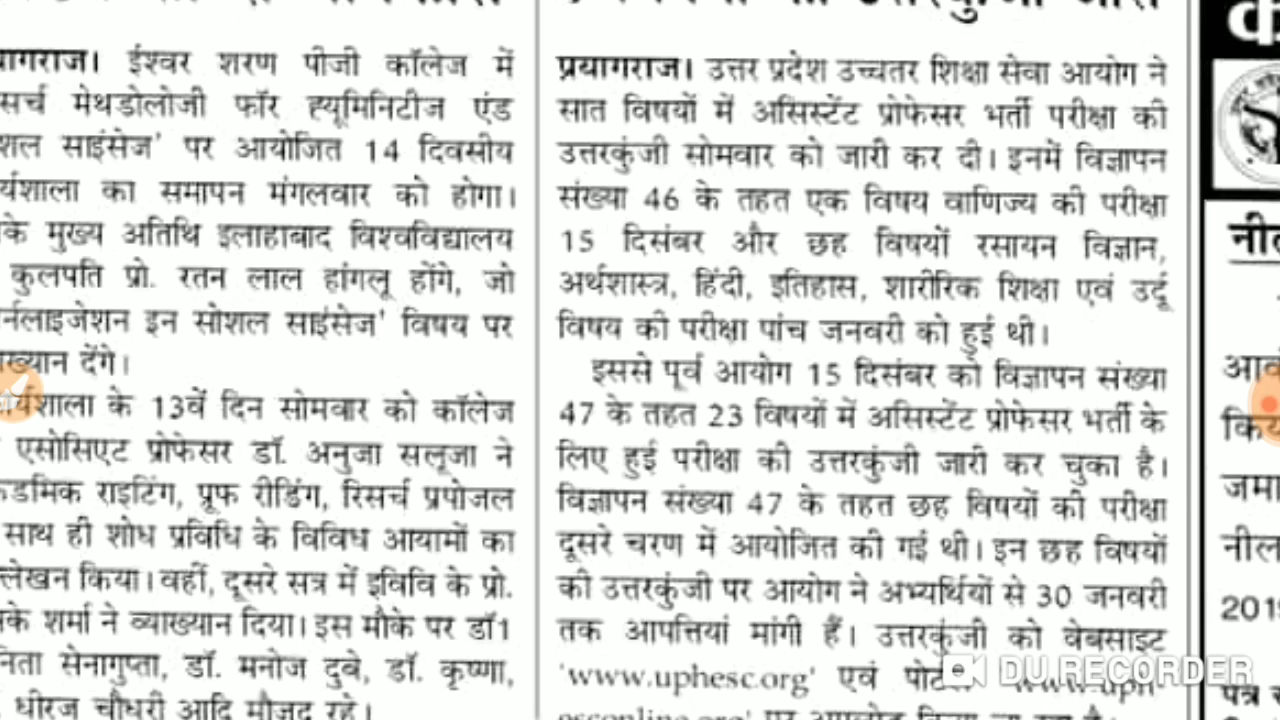 यागराज। ईश्वर शरण पीजी कॉलेज में
सर्च मेथडोलोजी फॉर ह्यूमिनिटीज एंड
शल साइंसेज' पर आयोजित 14 दिवसीय
र्यशाला का समापन मंगलवार को होगा।
के मुख्य अतिथि इलाहाबाद विश्वविद्यालय
कुलपति प्रो. रतन लाल हांगलू होंगे, जो
र्नलाइजेशन इन सोशल साइंसेज' विषय पर
ाख्यान देंगे।
र्यशाला के 13वें दिन सोमवार को कॉलेज
एसोसिएट प्रोफेसर डॉ. अनुजा सलूजा ने
कडमिक राइटिंग, प्रूफ रीडिंग, रिसर्च प्रपोजल
साथ ही शोध प्रविधि के विविध आयामों का
लेखन किया। वहीं, दूसरे सत्र में इविवि के प्रो.
के शर्मा ने व्याख्यान दिया। इस मौके पर डॉ1
निता सेनागुप्ता, डॉ. मनोज दुबे, डॉ. कृष्णा,
धीरज चौधरी आदि मौजूद रहे।
प्रयागराज। उत्तर प्रदेश उच्चतर शिक्षा सेवा आयोग ने
सात विषयों में असिस्टेंट प्रोफेसर भर्ती परीक्षा की
उत्तरकुंजी सोमवार को जारी कर दी। इनमें विज्ञापन
संख्या 46 के तहत एक विषय वाणिज्य की परीक्षा
15 दिसंबर और छह विषयों रसायन विज्ञान,
अर्थशास्त्र, हिंदी, इतिहास, शारीरिक शिक्षा एवं उर्दू
विषय की परीक्षा पांच जनवरी को हुई थी।
इससे पूर्व आयोग 15 दिसंबर को विज्ञापन संख्या
47 के तहत 23 विषयों में असिस्टेंट प्रोफेसर भर्ती के
लिए हुई परीक्षा की उत्तरकुंजी जारी कर चुका है।
विज्ञापन संख्या 47 के तहत छह विषयों की परीक्षा
दूसरे चरण में आयोजित की गई थी। इन छह विषयों
की उत्तरकुंजी पर आयोग ने अभ्यर्थियों से 30 जनवरी
तक आपत्तियां मांगी हैं। उत्तरकुंजी को वेबसाइट
'www.uphesc.org' एवं
DU RECORDER
नील
आव
किय
जमा
नील
201
पत्र